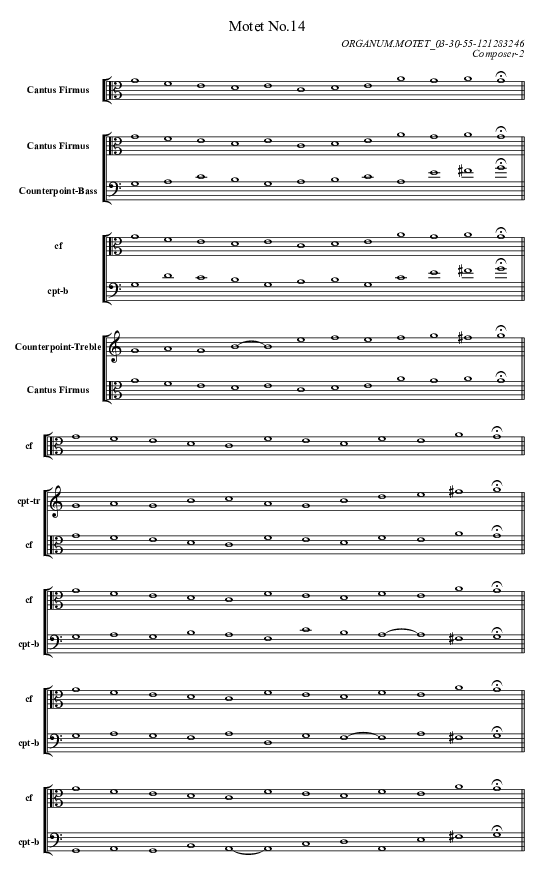 Motet No.14
ORGANUM.MOTET_03-30-55-121283246
Composer-2
Cantus Firmus
Cantus Firmus
Counterpoint-Bass
cf
cpt-b
Counterpoint-Treble
Cantus Firmus
cf
cpt-tr
cf
cf
cpt-b
cf
cpt-b
cf
cpt-b